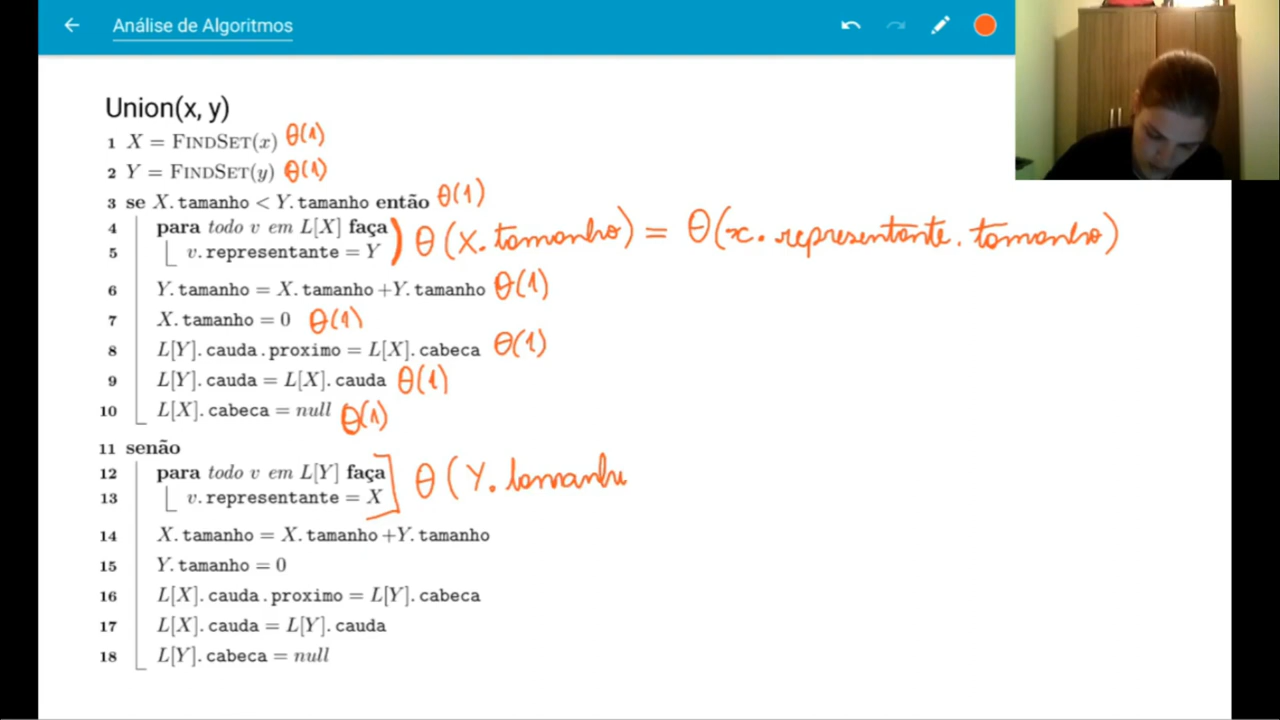 Análise de Algoritmos
Union(x, y)
1 X = FINDSET(x) θ(1)
2 Y = FINDSET(y) θ(1)
3 se X.tamanho < Y.tamanho então θ(1)
4 para todo v em L[X] faça
5 v.representante = Y ) θ(X.tamanho) = θ(x.representante.tamanho)
6 Y.tamanho = X.tamanho +Y.tamanho θ(1)
7 X.tamanho = 0 θ(1)
8 L[Y].cauda.proximo = L[X].cabeca θ(1)
9 L[Y].cauda = L[X].cauda θ(1)
10 L[X].cabeca = null θ(1)
11 senão
12 para todo v em L[Y] faça
13 v.representante = X ] θ(Y.tamanh
14 X.tamanho = X.tamanho +Y.tamanho
15 Y.tamanho = 0
16 L[X].cauda.proximo = L[Y].cabeca
17 L[X].cauda = L[Y].cauda
18 L[Y].cabeca = null